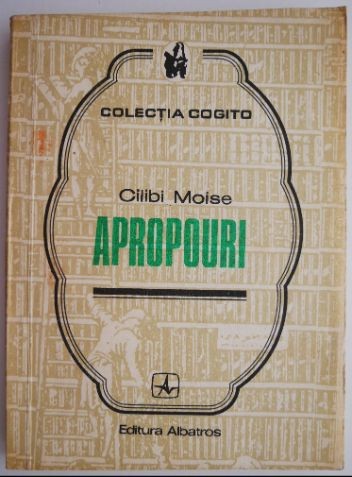 COLECȚIA COGITO
Cilibi Moise
APROPOURI
Editura Albatros